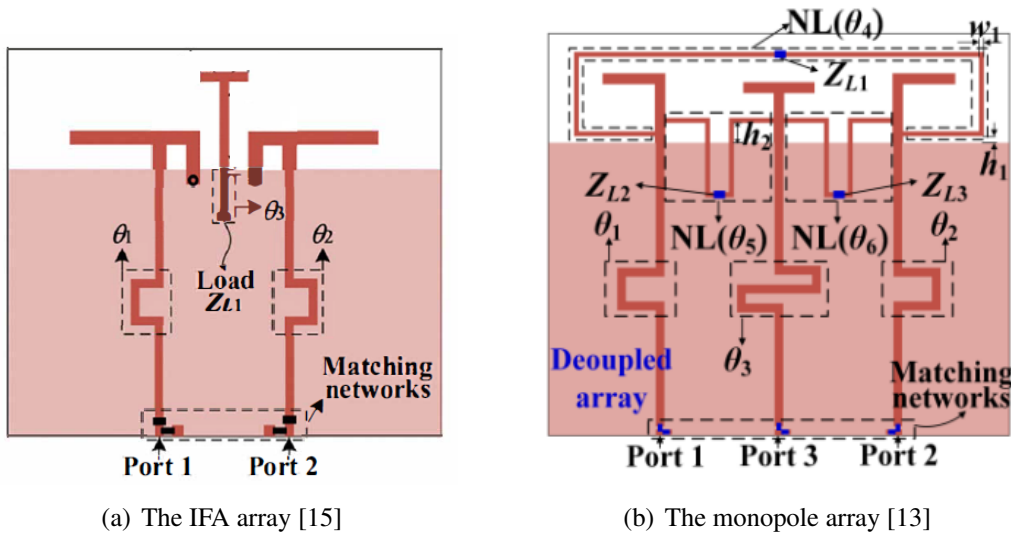 θ1
θ2
θ3
Load
ZL1
Matching
networks
Port 1
Port 2
(a) The IFA array [15]
NL(θ4)
w1
ZL1
h2
h1
ZL2
ZL3
θ1
NL(θ5)
NL(θ6)
θ2
θ3
Deoupled
array
Matching
networks
Port 1
Port 3
Port 2
(b) The monopole array [13]